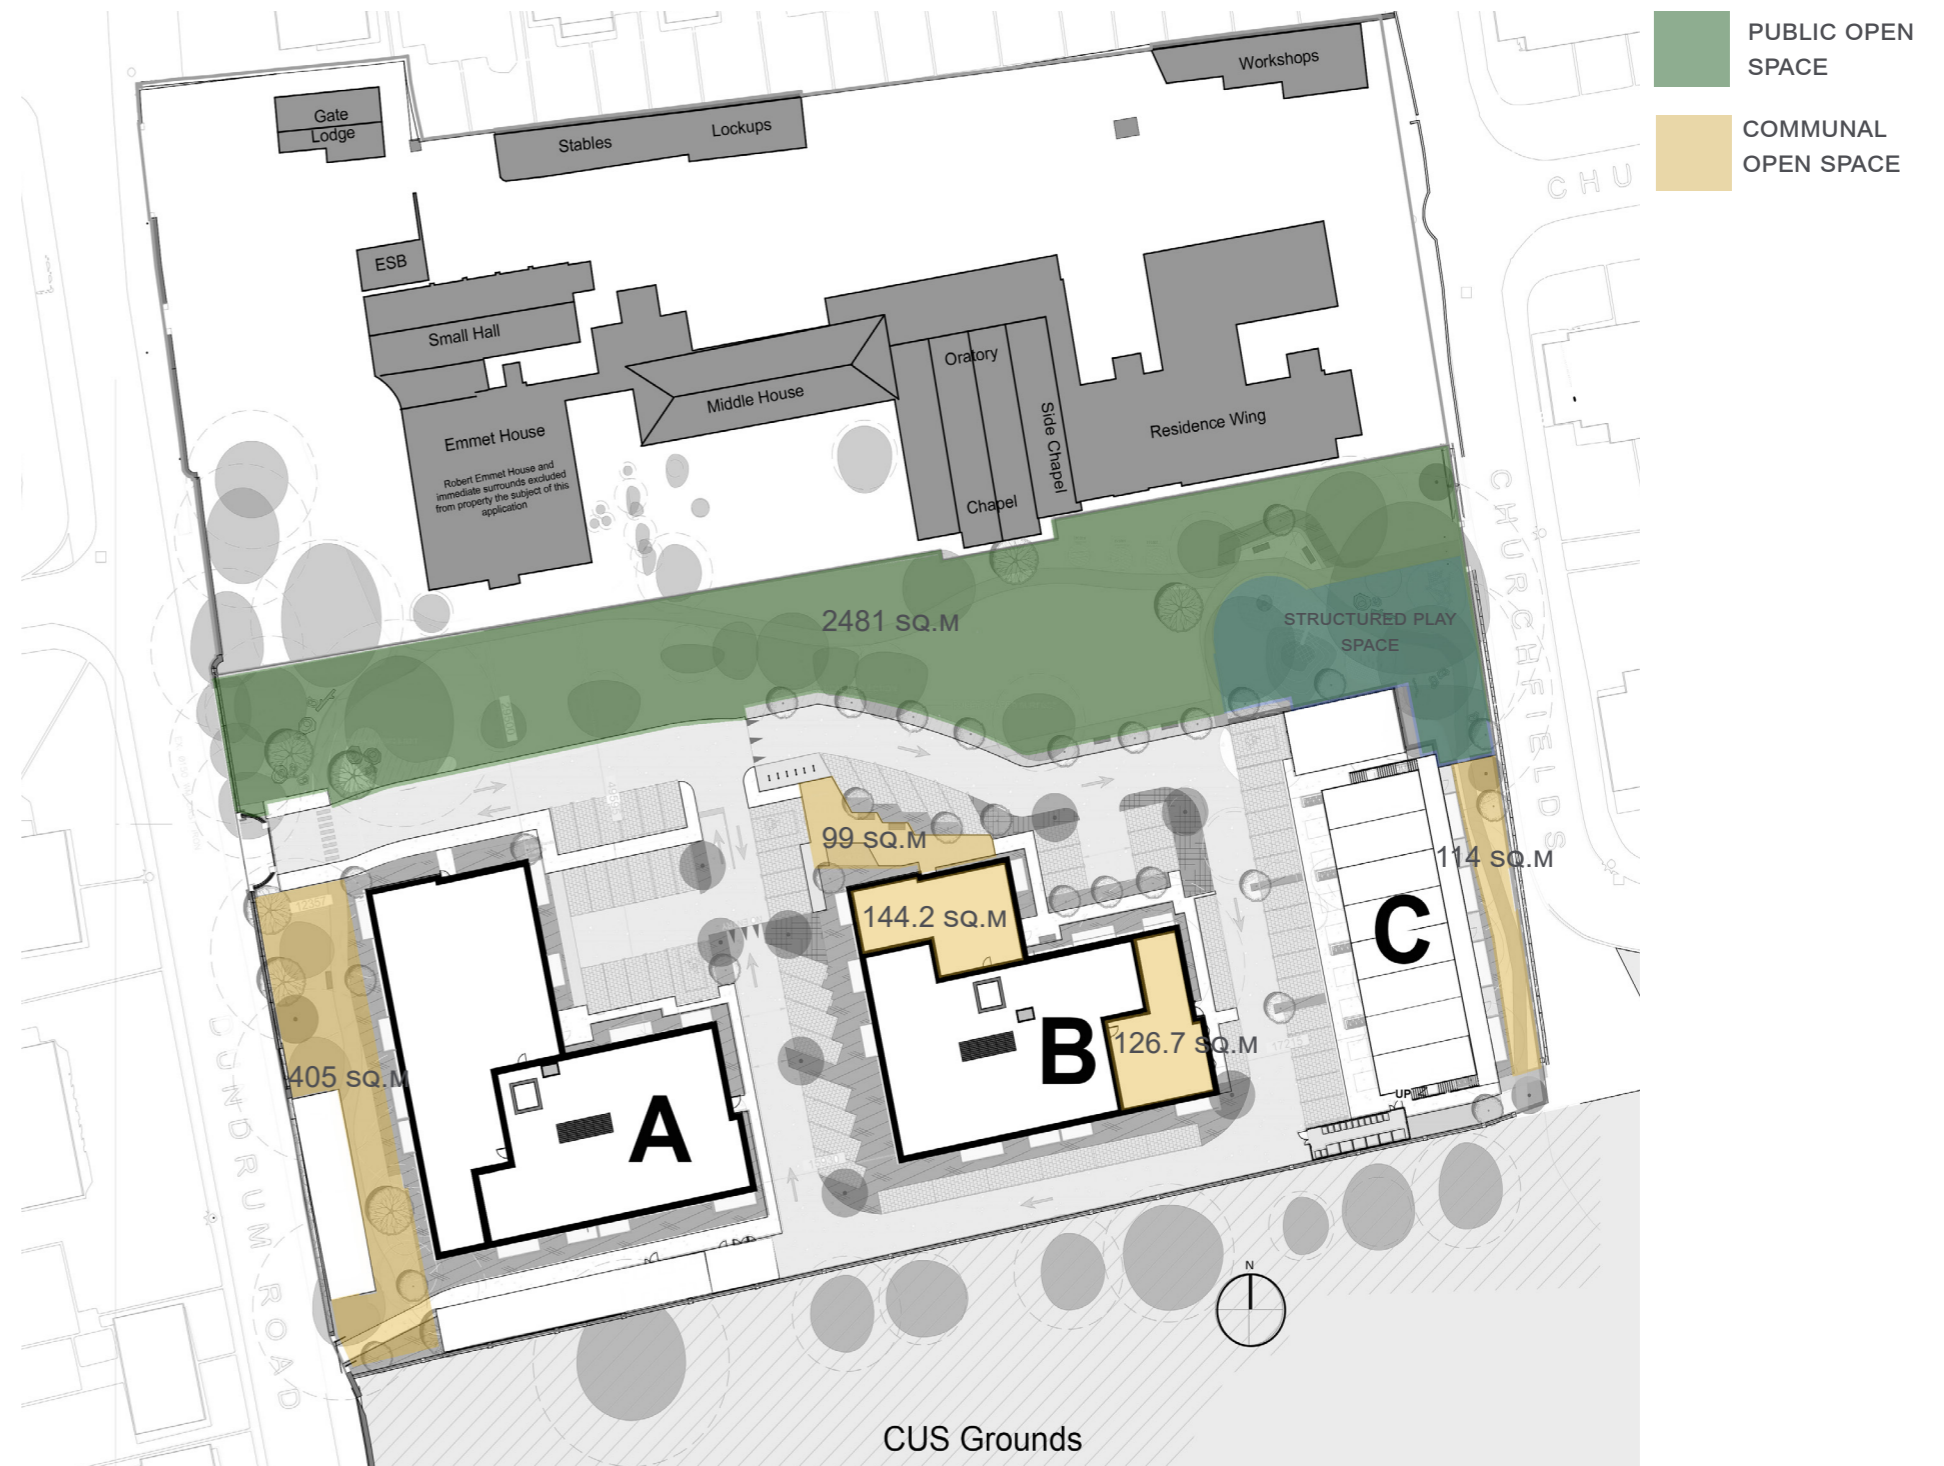 PUBLIC OPEN
SPACE
COMMUNAL
OPEN SPACE
Workshops
Gate
Lodge
Stables
Lockups
CHU
ESB
Small Hall
Oratory
Middle House
Side Chapel
Residence Wing
Emmet House
Robert Emmet House and
immediate surrounds excluded
from property the subject of this
application
Chapel
CHURCHFIELDS
2481 SQ.M
STRUCTURED PLAY
SPACE
99 SQ.M
114 SQ.M
12357
144.2 SQ.M
C
B
126.7 SQ.M
405 SQ.M
A
UP
DUNDRUM ROAD
N
CUS Grounds